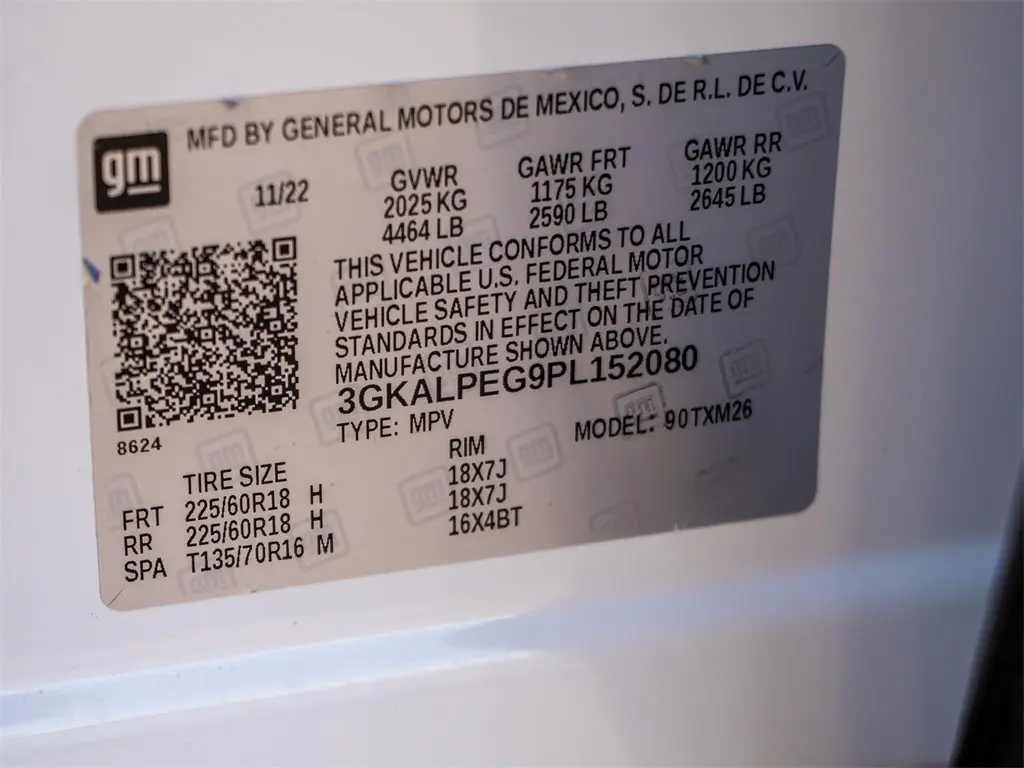 MFD BY GENERAL MOTORS DE MEXICO, S. DE R.L. DE C.V.
gm
11/22
GVWR
2025 KG
4464 LB
GAWR FRT
1175 KG
2590 LB
GAWR RR
1200 KG
2645 LB
THIS VEHICLE CONFORMS TO ALL
APPLICABLE U.S. FEDERAL MOTOR
VEHICLE SAFETY AND THEFT PREVENTION
STANDARDS IN EFFECT ON THE DATE OF
MANUFACTURE SHOWN ABOVE.
3GKALPEG9PL152080
TYPE: MPV MODEL: 90TXM26
8624
TIRE SIZE RIM
FRT 225/60R18 H 18X7J
RR 225/60R18 H 18X7J
SPA T135/70R16 M 16X4BT